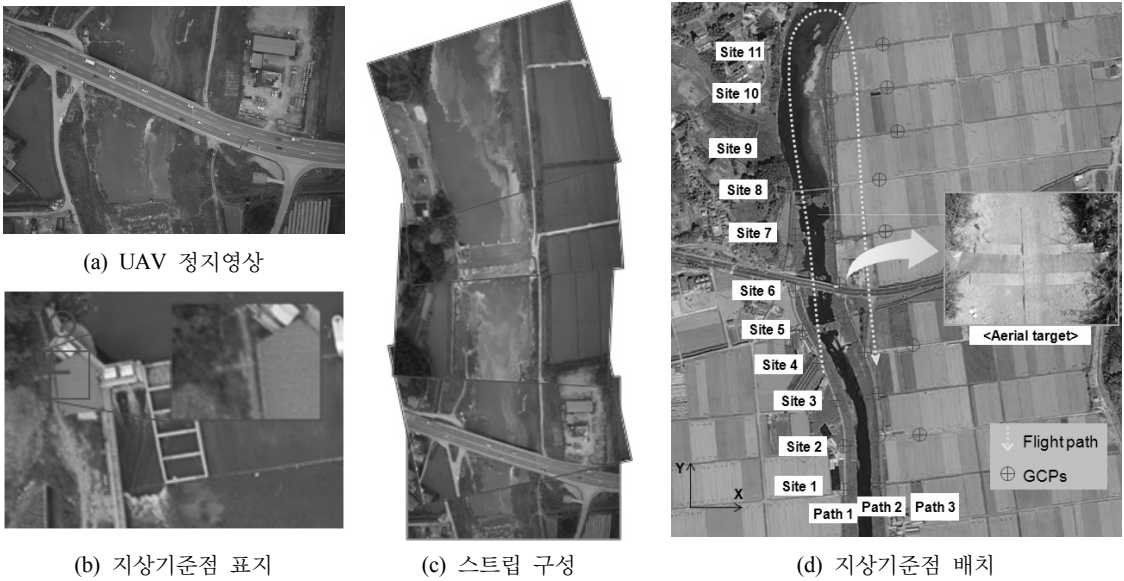 (a) UAV 정지영상
(b) 지상기준점 표지
(c) 스트립 구성
Site 11
Site 10
Site 9
Site 8
Site 7
Site 6
Site 5
Site 4
Site 3
Site 2
Site 1
<Aerial target>
Flight path
GCPs
Y
X
Path 1
Path 2
Path 3
(d) 지상기준점 배치